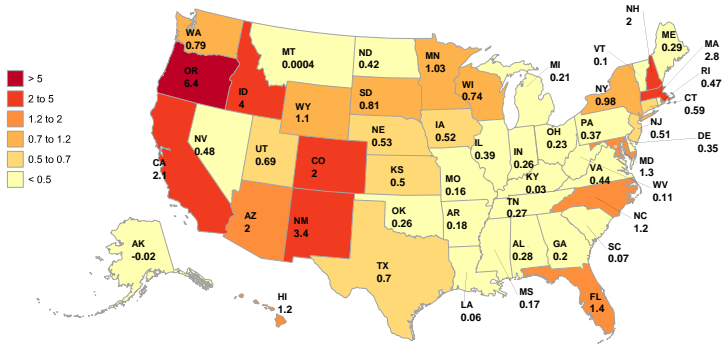 > 5
2 to 5
1.2 to 2
0.7 to 1.2
0.5 to 0.7
< 0.5
WA
0.79
OR
6.4
CA
2.1
ID
4
NV
0.48
MT
0.0004
WY
1.1
UT
0.69
AZ
2
CO
2
NM
3.4
ND
0.42
SD
0.81
NE
0.53
KS
0.5
OK
0.26
TX
0.7
MN
1.03
IA
0.52
MO
0.16
AR
0.18
LA
0.06
WI
0.74
IL
0.39
MI
0.21
IN
0.26
OH
0.23
KY
0.03
TN
0.27
MS
0.17
AL
0.28
GA
0.2
FL
1.4
SC
0.07
NC
1.2
VA
0.44
WV
0.11
MD
1.3
DE
0.35
PA
0.37
NJ
0.51
NY
0.98
CT
0.59
RI
0.47
MA
2.8
VT
0.1
NH
2
ME
0.29
AK
-0.02
HI
1.2